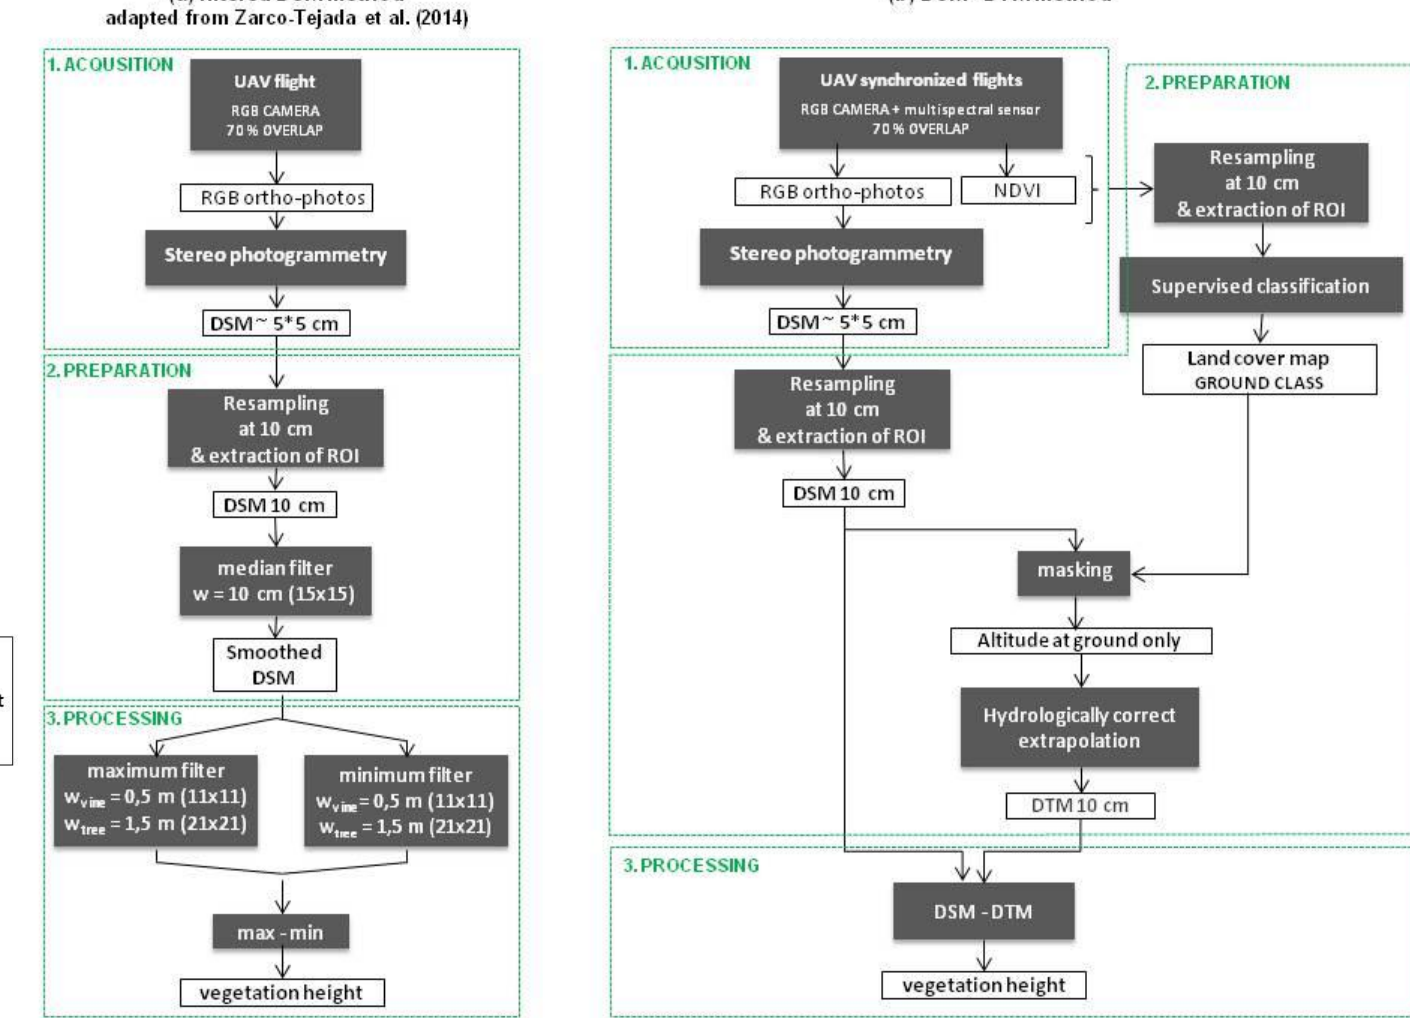 adapted from Zarco-Tejada et al. (2014)
1. ACQUSITION
UAV flight
RGB CAMERA
70 % OVERLAP
RGB ortho-photos
Stereo photogrammetry
DSM ~ 5*5 cm
2. PREPARATION
Resampling
at 10 cm
& extraction of ROI
DSM 10 cm
median filter
w = 10 cm (15x15)
Smoothed
DSM
3. PROCESSING
maximum filter
wvine = 0,5 m (11x11)
wtree = 1,5 m (21x21)
minimum filter
wvine = 0,5 m (11x11)
wtree = 1,5 m (21x21)
max - min
vegetation height
1. ACQUSITION
UAV synchronized flights
RGB CAMERA + multispectral sensor
70 % OVERLAP
RGB ortho-photos
NDVI
Stereo photogrammetry
DSM ~ 5*5 cm
2. PREPARATION
Resampling
at 10 cm
& extraction of ROI
Supervised classification
Land cover map
GROUND CLASS
Resampling
at 10 cm
& extraction of ROI
DSM 10 cm
masking
Altitude at ground only
Hydrologically correct
extrapolation
DTM 10 cm
3. PROCESSING
DSM - DTM
vegetation height